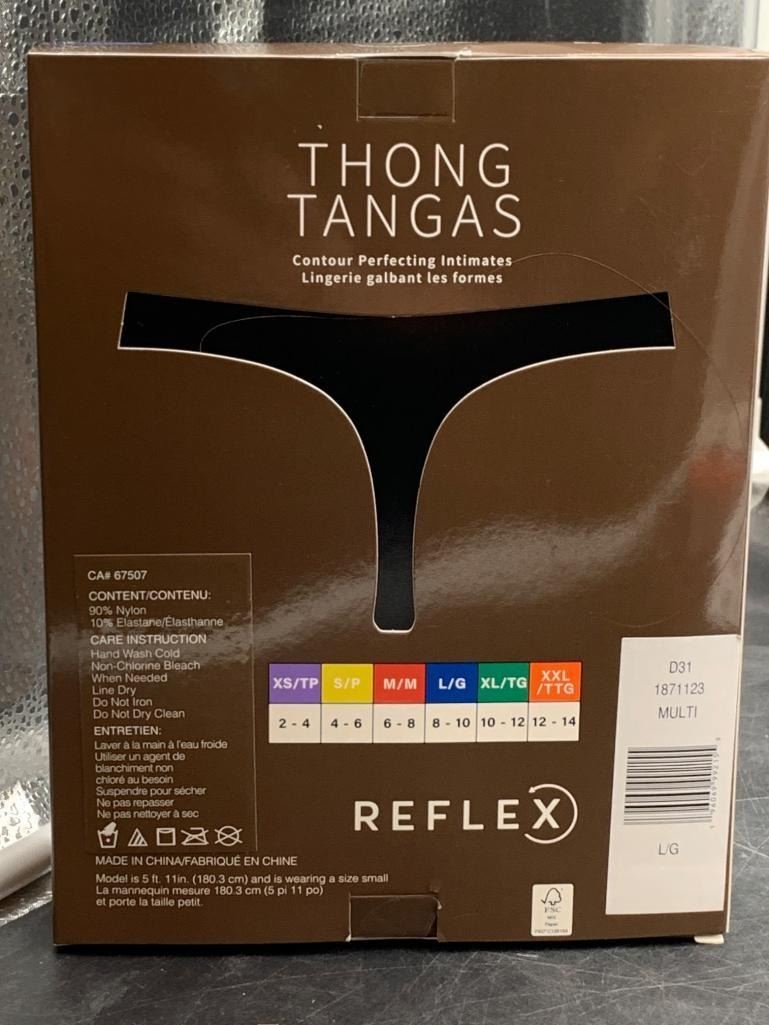 THONG
TANGAS
Contour Perfecting Intimates
Lingerie galbant les formes
CA# 67507
CONTENT/CONTENU:
90% Nylon
10% Elastane/Élasthanne
CARE INSTRUCTION
Hand Wash Cold
Non-Chlorine Bleach
When Needed
Line Dry
Do Not Iron
Do Not Dry Clean
ENTRETIEN:
Laver à la main à l'eau froide
Utiliser un agent de
blanchiment non
chloré au besoin
Suspendre pour sécher
Ne pas repasser
Ne pas nettoyer à sec
MADE IN CHINA/FABRIQUÉ EN CHINE
Model is 5 ft. 11in. (180.3 cm) and is wearing a size small
La mannequin mesure 180.3 cm (5 pi 11 po)
et porte la taille petit.
XS/TP S/P M/M L/G XL/TG XXL
/TTG
2 - 4 4 - 6 6 - 8 8 - 10 10 - 12 12 - 14
REFLEX
FSC
MIX
Paper
D31
1871123
MULTI
L/G